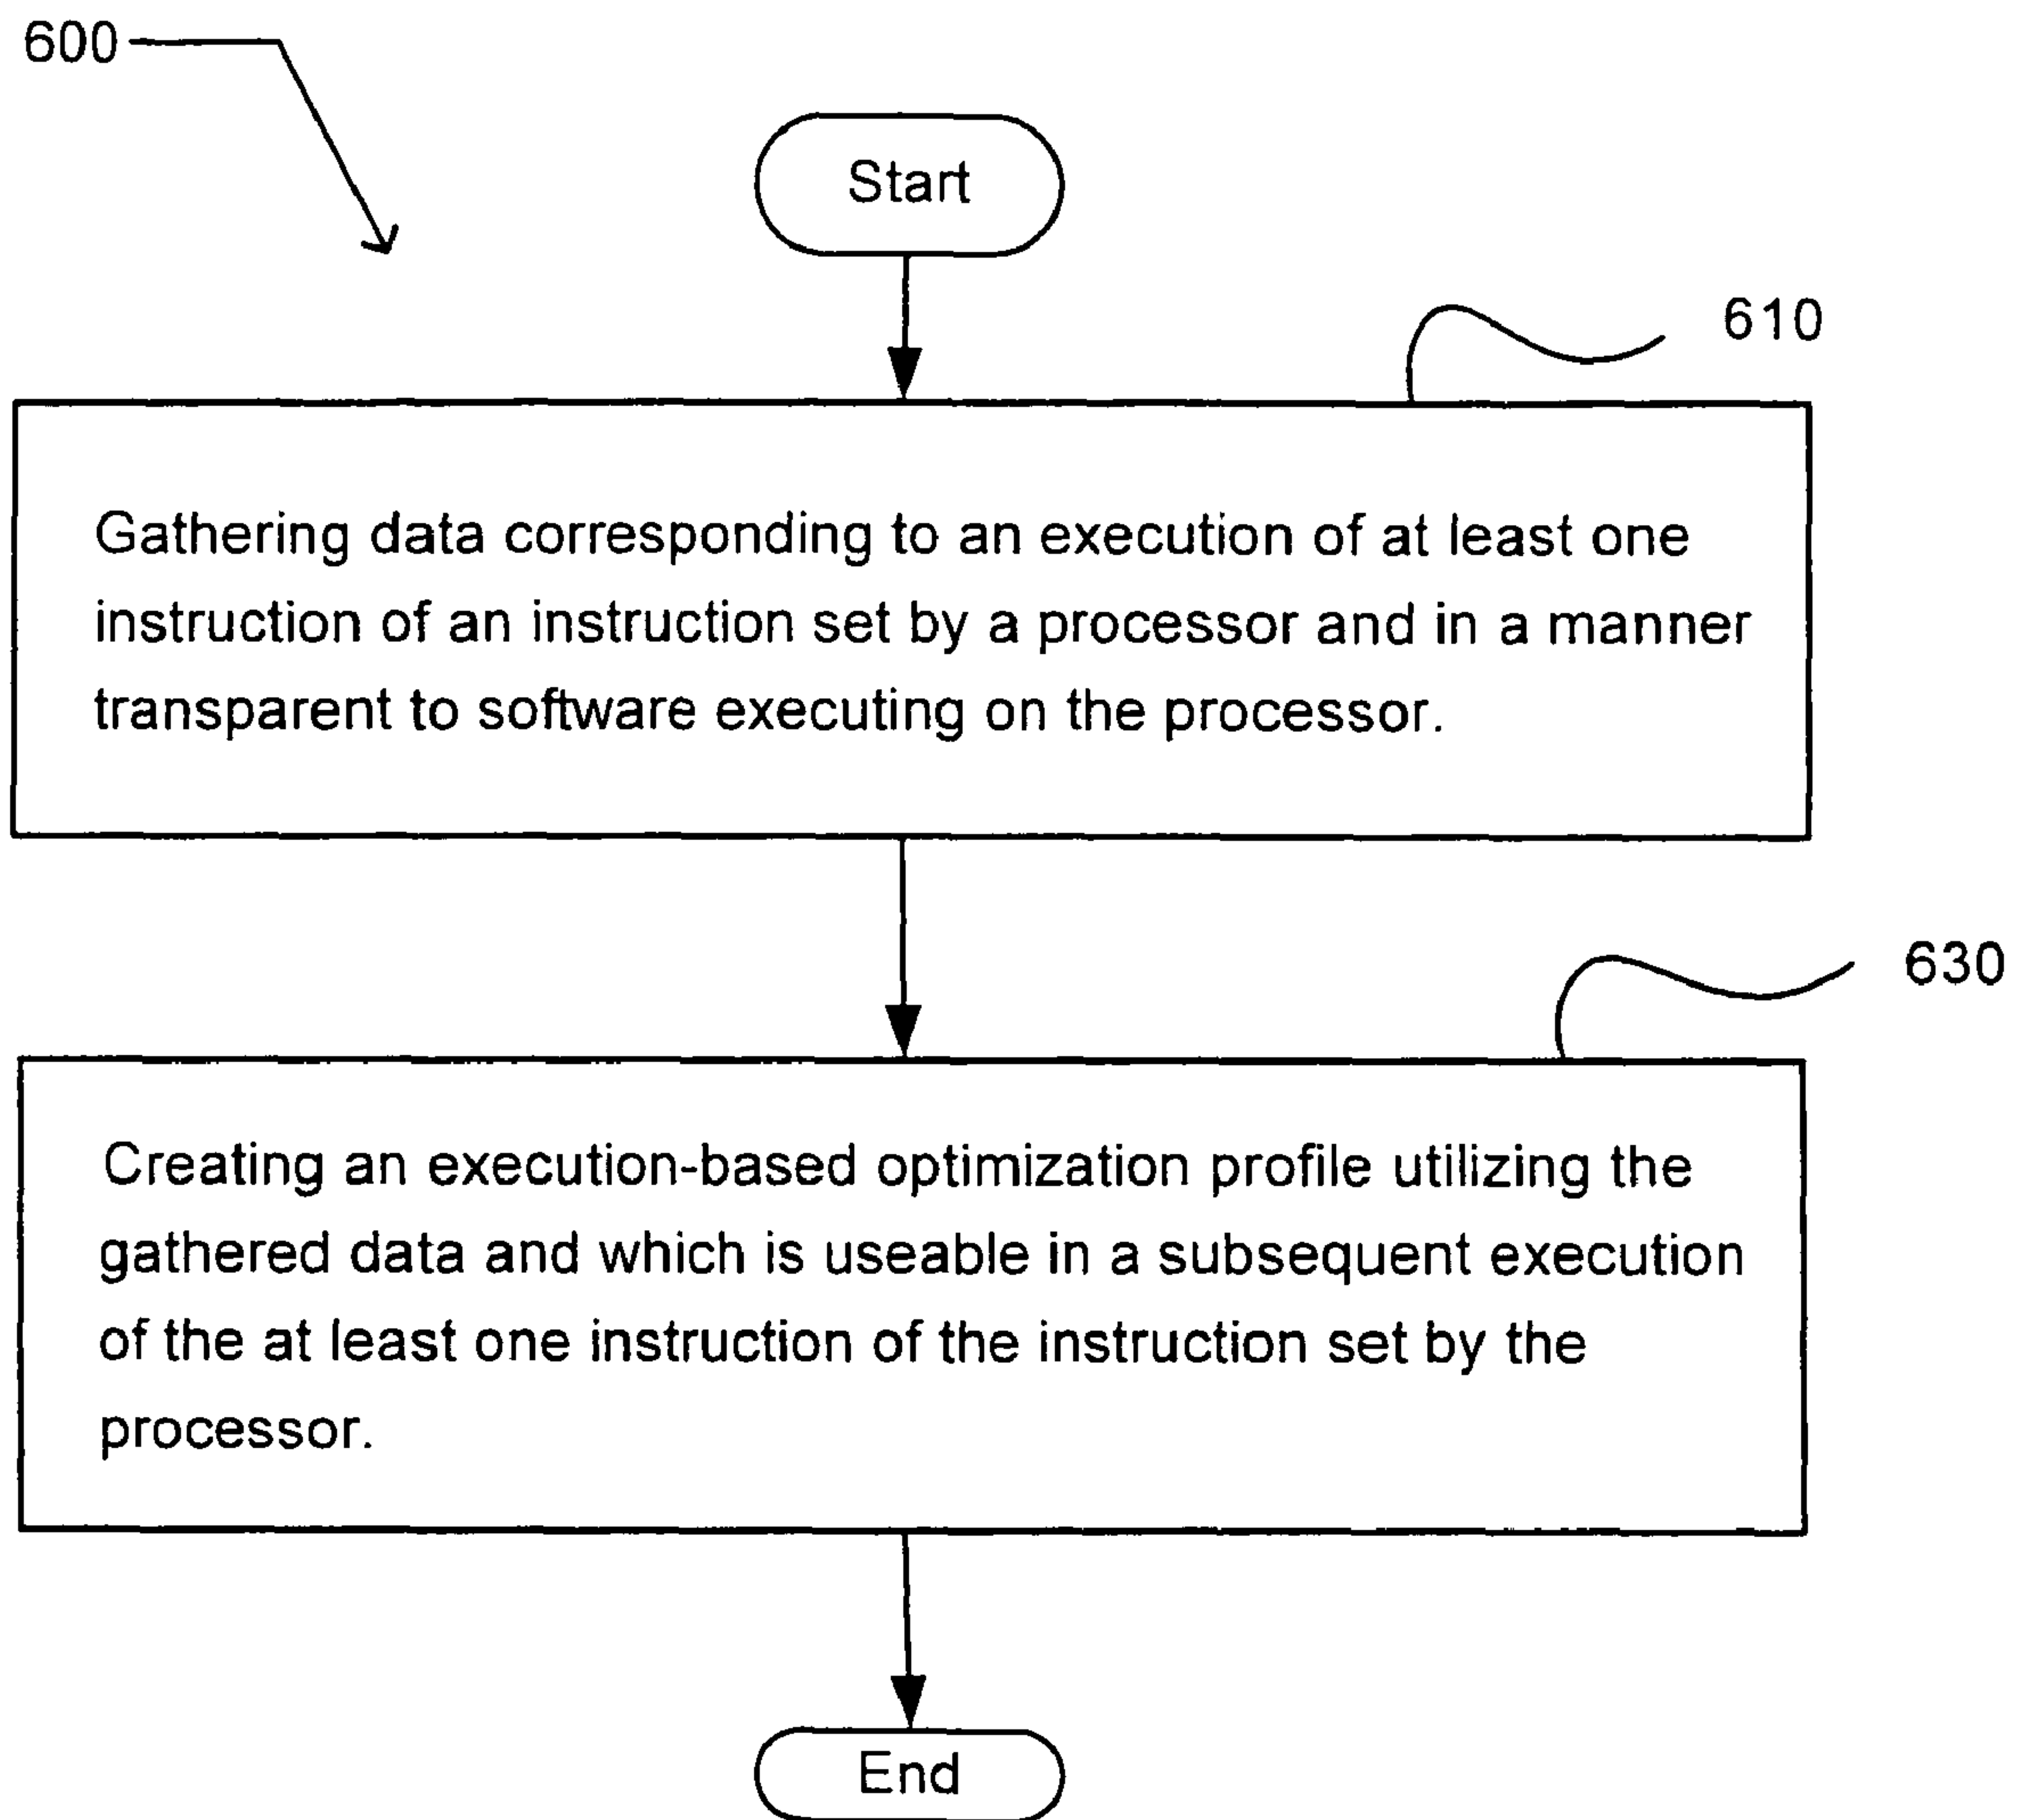 600
Start
610
Gathering data corresponding to an execution of at least one
instruction of an instruction set by a processor and in a manner
transparent to software executing on the processor.
630
Creating an execution-based optimization profile utilizing the
gathered data and which is useable in a subsequent execution
of the at least one instruction of the instruction set by the
processor.
End